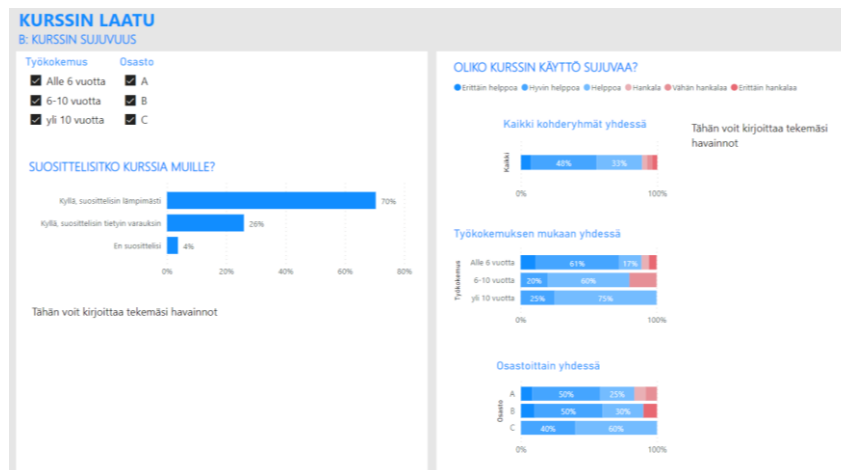 KURSSIN LAATU
B: KURSSIN SUJUVUUS
Työkokemus
Alle 6 vuotta
6-10 vuotta
yli 10 vuotta
Osasto
A
B
C
SUOSITTELISITKO KURSSIA MUILLE?
Kyllä, suosittelisin lämpimästi
70%
Kyllä, suosittelisin tietyin varauksin
26%
En suosittelisi
4%
0% 20% 40% 60% 80%
Tähän voit kirjoittaa tekemäsi havainnot
OLIKO KURSSIN KÄYTTÖ SUJUVAA?
Erittäin helppoa Hyvin helppoa Helppoa Hankala Vähän hankalaa Erittäin hankalaa
Kaikki kohderyhmät yhdessä
Kaikki
48% 33%
0% 100%
Tähän voit kirjoittaa tekemäsi
havainnot
Työkokemuksen mukaan yhdessä
Työkokemus
Alle 6 vuotta 61% 17%
6-10 vuotta 20% 60%
yli 10 vuotta 25% 75%
0% 100%
Osastoittain yhdessä
Osasto
A 50% 25%
B 50% 30%
C 40% 60%
0% 100%